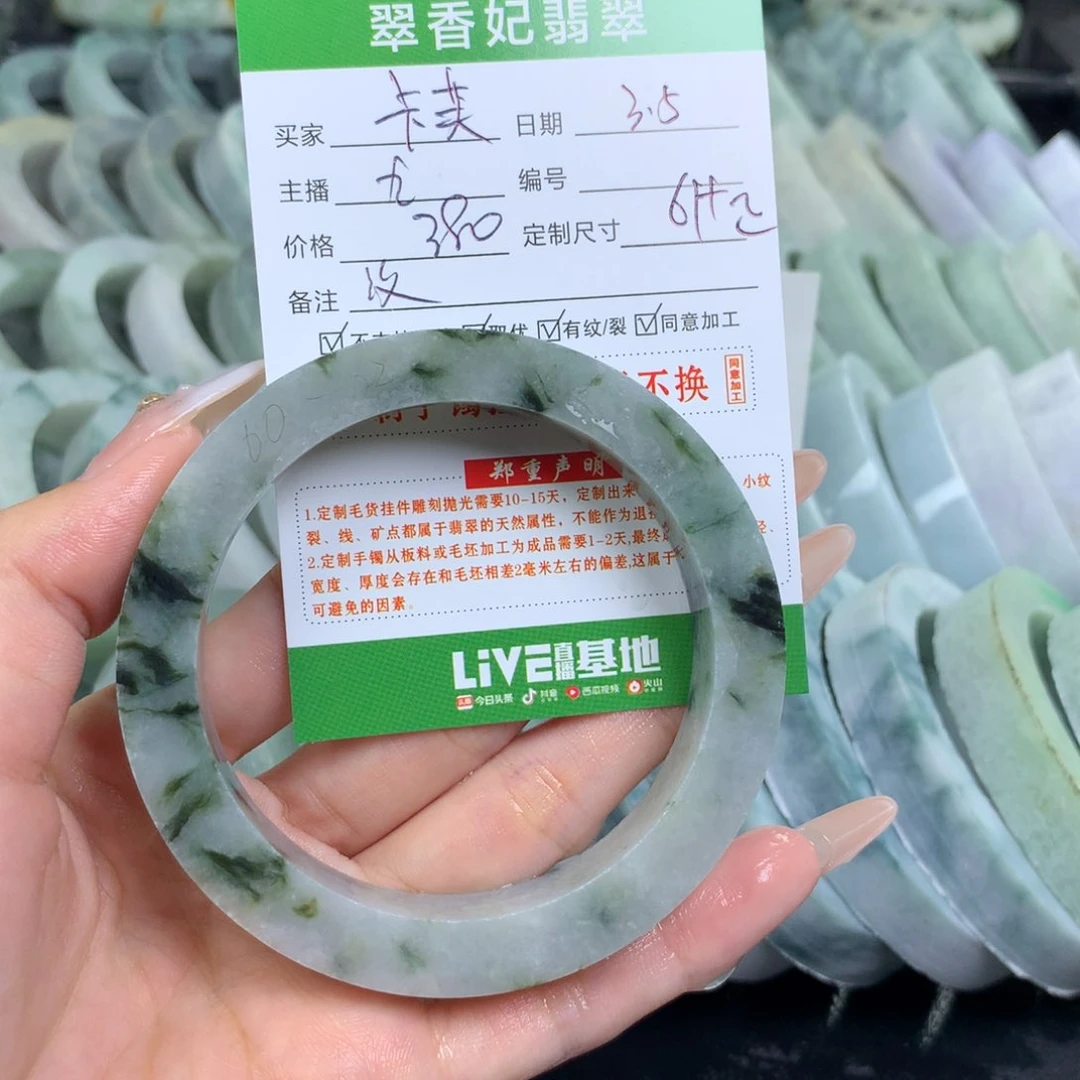 翠香妃翡翠
买家 卡芙 日期 3.5
主播 九 编号
价格 380 定制尺寸
备注
有纹/裂 同意加工
不换 同意加工
郑重声明
1.定制毛货挂件雕刻抛光需要10-15天，定制出来 小纹
裂、线、矿点都属于翡翠的天然属性，不能作为退
2.定制手镯从板料或毛坯加工为成品需要1-2天,最终
宽度、厚度会存在和毛坯相差2毫米左右的偏差,这属于
可避免的因素。
LiVE直播基地
头条 今日头条 抖音 西瓜视频 火山
60